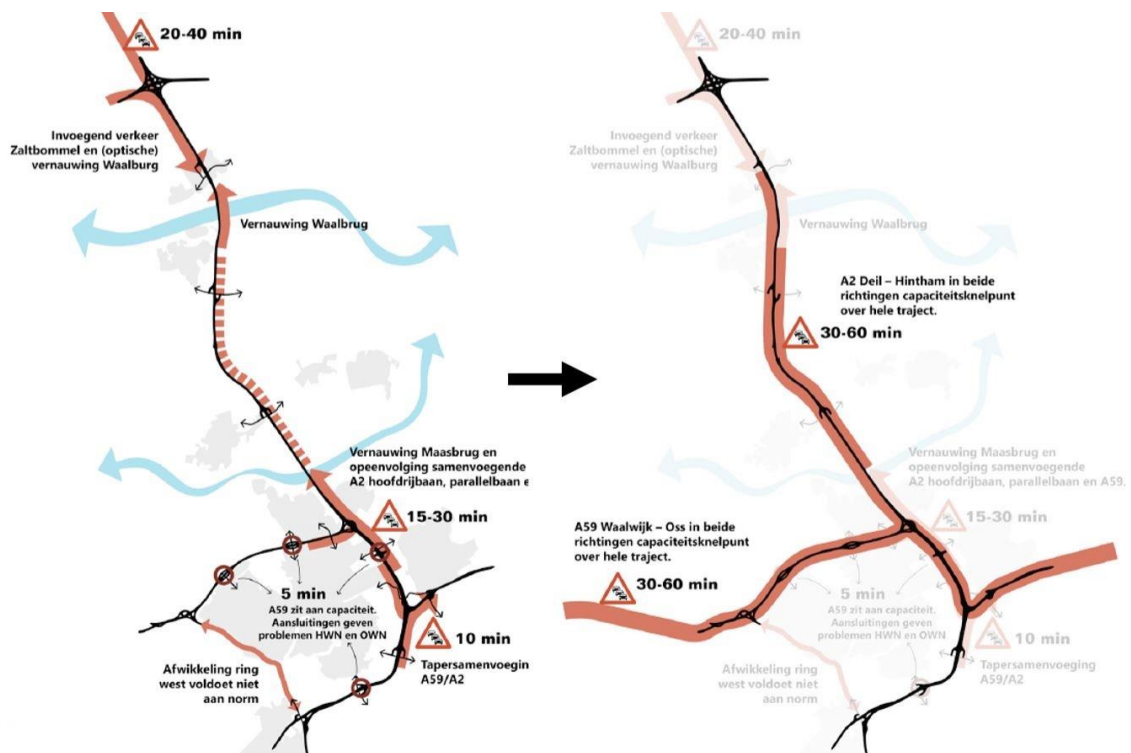 20-40 min
Invoegend verkeer
Zaltbommel en (optische)
vernauwing Waalburg
Vernauwing Waalbrug
Vernauwing Maasbrug en
opeenvolging samenvoegende
A2 hoofdrijbaan, parallelbaan e
15-30 min
5 min
A59 zit aan capaciteit.
Aansluitingen geven
problemen HWN en OWN
10 min
Tapersamenvoeging
A59/A2
Afwikkeling ring
west voldoet niet
aan norm
20-40 min
Invoegend verkeer
Zaltbommel en (optische)
vernauwing Waalburg
Vernauwing Waalbrug
A2 Deil – Hintham in beide
richtingen capaciteitsknelpunt
over hele traject.
30-60 min
Vernauwing Maasbrug en
opeenvolging samenvoegende
A2 hoofdrijbaan, parallelbaan en A59.
15-30 min
A59 Waalwijk – Oss in beide
richtingen capaciteitsknelpunt
over hele traject.
30-60 min
5 min
A59 zit aan capaciteit.
Aansluitingen geven
problemen HWN en OWN
10 min
Tapersamenvoeging
A59/A2
Afwikkeling ring
west voldoet niet
aan norm